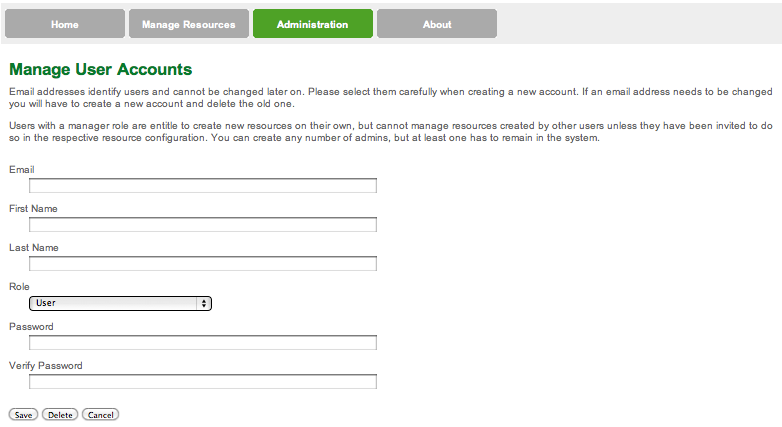 Home Manage Resources Administration About
Manage User Accounts
Email addresses identify users and cannot be changed later on. Please select them carefully when creating a new account. If an email address needs to be changed
you will have to create a new account and delete the old one.
Users with a manager role are entitle to create new resources on their own, but cannot manage resources created by other users unless they have been invited to do
so in the respective resource configuration. You can create any number of admins, but at least one has to remain in the system.
Email
First Name
Last Name
Role
User
Password
Verify Password
Save Delete Cancel